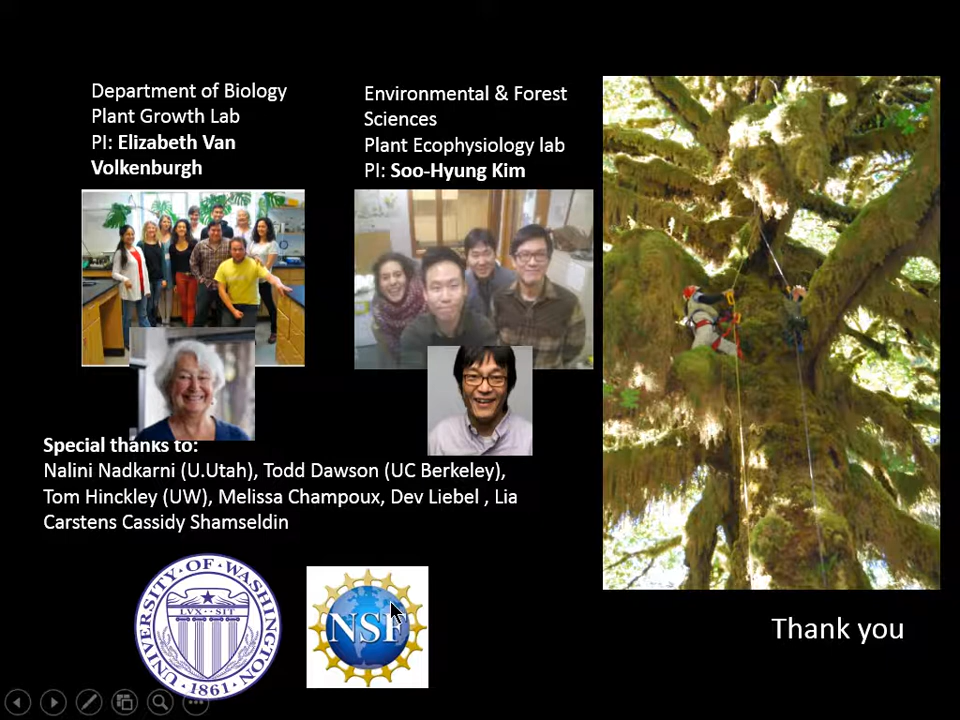 Department of Biology
Plant Growth Lab
PI: Elizabeth Van
Volkenburgh
Environmental & Forest
Sciences
Plant Ecophysiology lab
PI: Soo-Hyung Kim
Special thanks to:
Nalini Nadkarni (U.Utah), Todd Dawson (UC Berkeley),
Tom Hinckley (UW), Melissa Champoux, Dev Liebel , Lia
Carstens Cassidy Shamseldin
UNIVERSITY OF WASHINGTON
LVX SIT
1861
NSF
Thank you